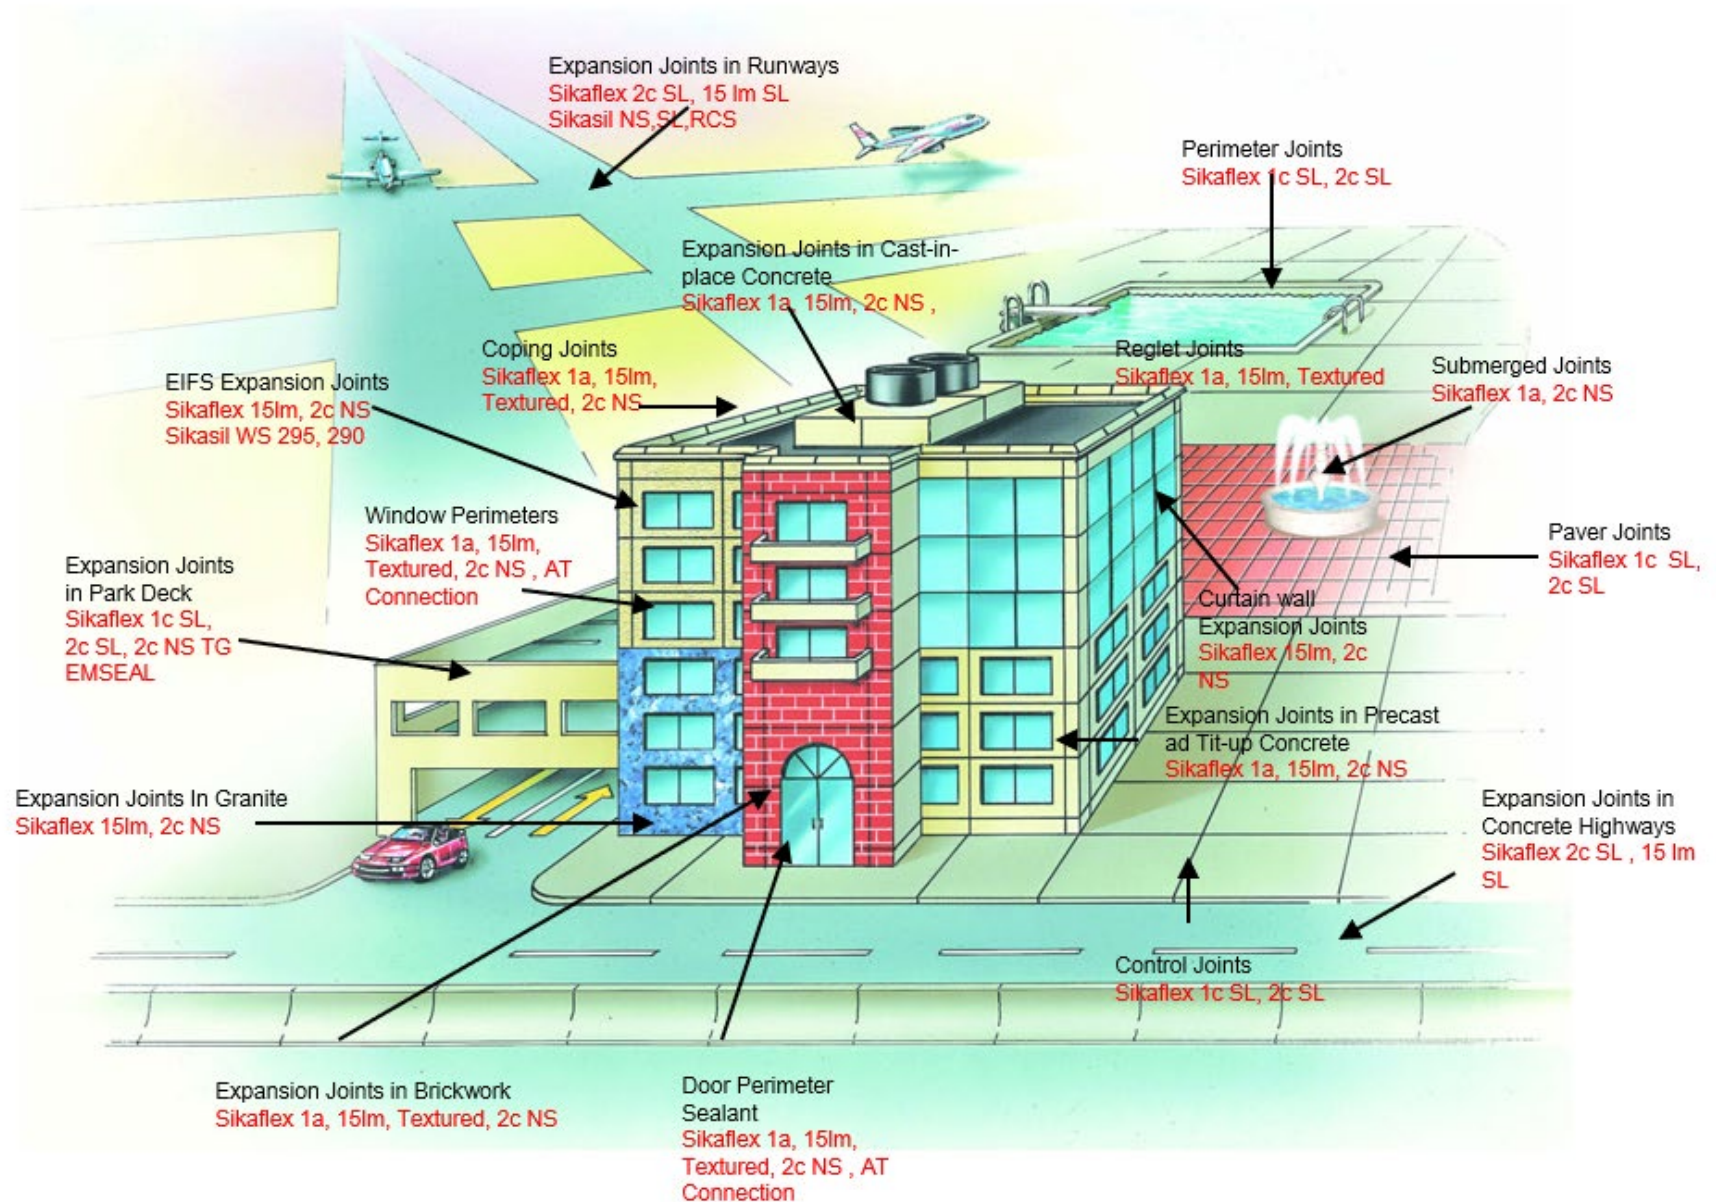 Expansion Joints in Runways
Sikaflex 2c SL, 15 lm SL
Sikasil NS,SL,RCS
Perimeter Joints
Sikaflex 1c SL, 2c SL
Expansion Joints in Cast-in-
place Concrete
Sikaflex 1a, 15lm, 2c NS ,
Coping Joints
Sikaflex 1a, 15lm,
Textured, 2c NS
Reglet Joints
Sikaflex 1a, 15lm, Textured
Submerged Joints
Sikaflex 1a, 2c NS
EIFS Expansion Joints
Sikaflex 15lm, 2c NS
Sikasil WS 295, 290
Window Perimeters
Sikaflex 1a, 15lm,
Textured, 2c NS , AT
Connection
Paver Joints
Sikaflex 1c SL,
2c SL
Expansion Joints
in Park Deck
Sikaflex 1c SL,
2c SL, 2c NS TG
EMSEAL
Curtain wall
Expansion Joints
Sikaflex 15lm, 2c
NS
Expansion Joints in Precast
ad Tit-up Concrete
Sikaflex 1a, 15lm, 2c NS
Expansion Joints In Granite
Sikaflex 15lm, 2c NS
Expansion Joints in
Concrete Highways
Sikaflex 2c SL , 15 lm
SL
Control Joints
Sikaflex 1c SL, 2c SL
Expansion Joints in Brickwork
Sikaflex 1a, 15lm, Textured, 2c NS
Door Perimeter
Sealant
Sikaflex 1a, 15lm,
Textured, 2c NS , AT
Connection